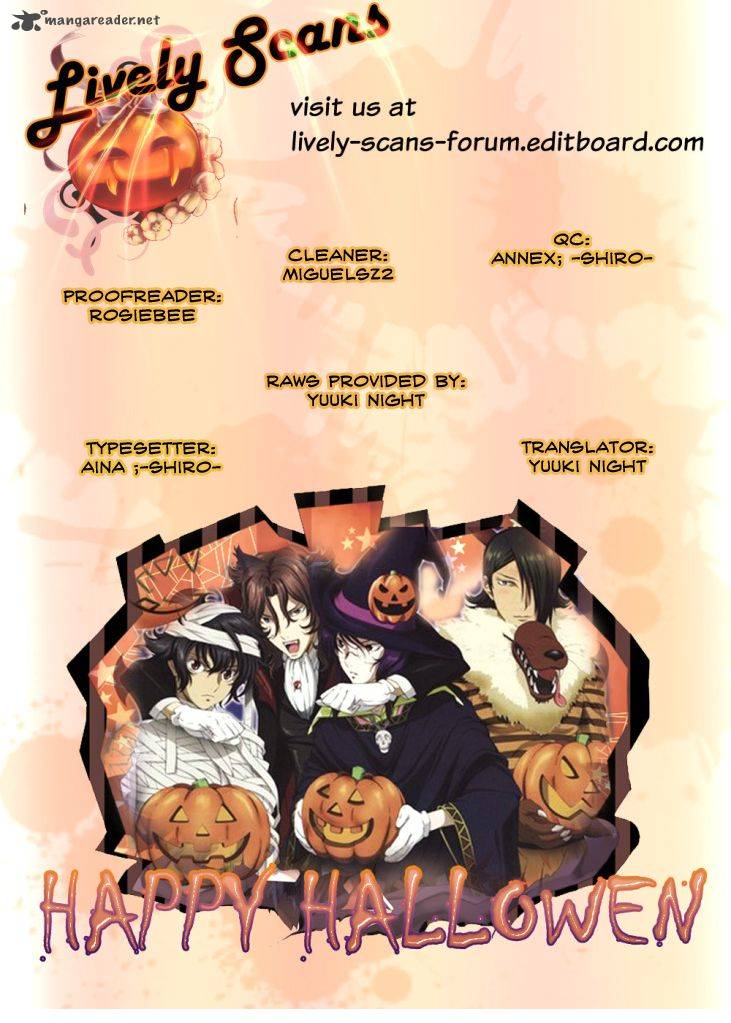 mangareader.net
Lively Scans
visit us at
lively-scans-forum.editboard.com
QC:
ANNEX; -SHIRO-
CLEANER:
MIGUELSZ2
PROOFREADER:
ROSIEBEE
RAWS PROVIDED BY:
YUUKI NIGHT
TYPESETTER:
AINA ;-SHIRO-
TRANSLATOR:
YUUKI NIGHT
HAPPY HALLOWEN